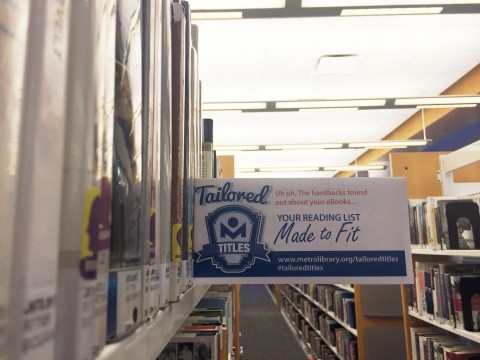 Tailored
TITLES
Uh oh. The hardbacks found
out about your eBooks...
YOUR READING LIST
Made to Fit
www.metrolibrary.org/tailoredtitles
#tailoredtitles